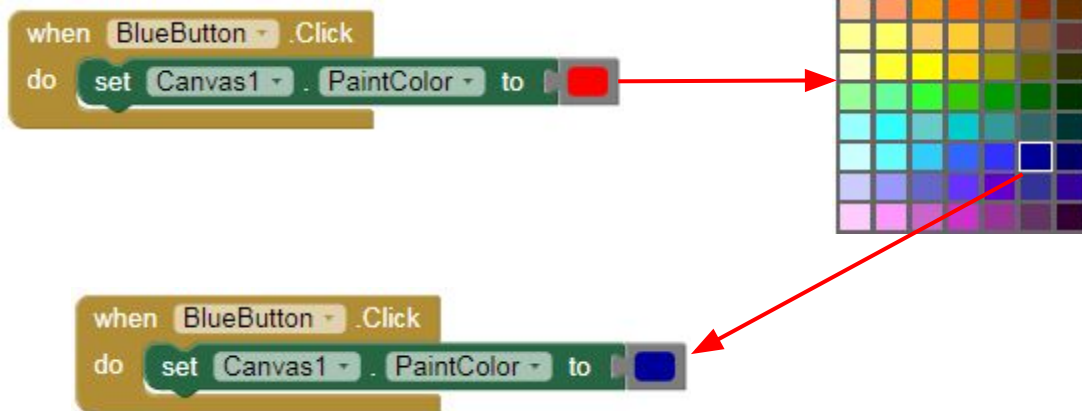 when BlueButton .Click
do set Canvas1 . PaintColor to
when BlueButton .Click
do set Canvas1 . PaintColor to